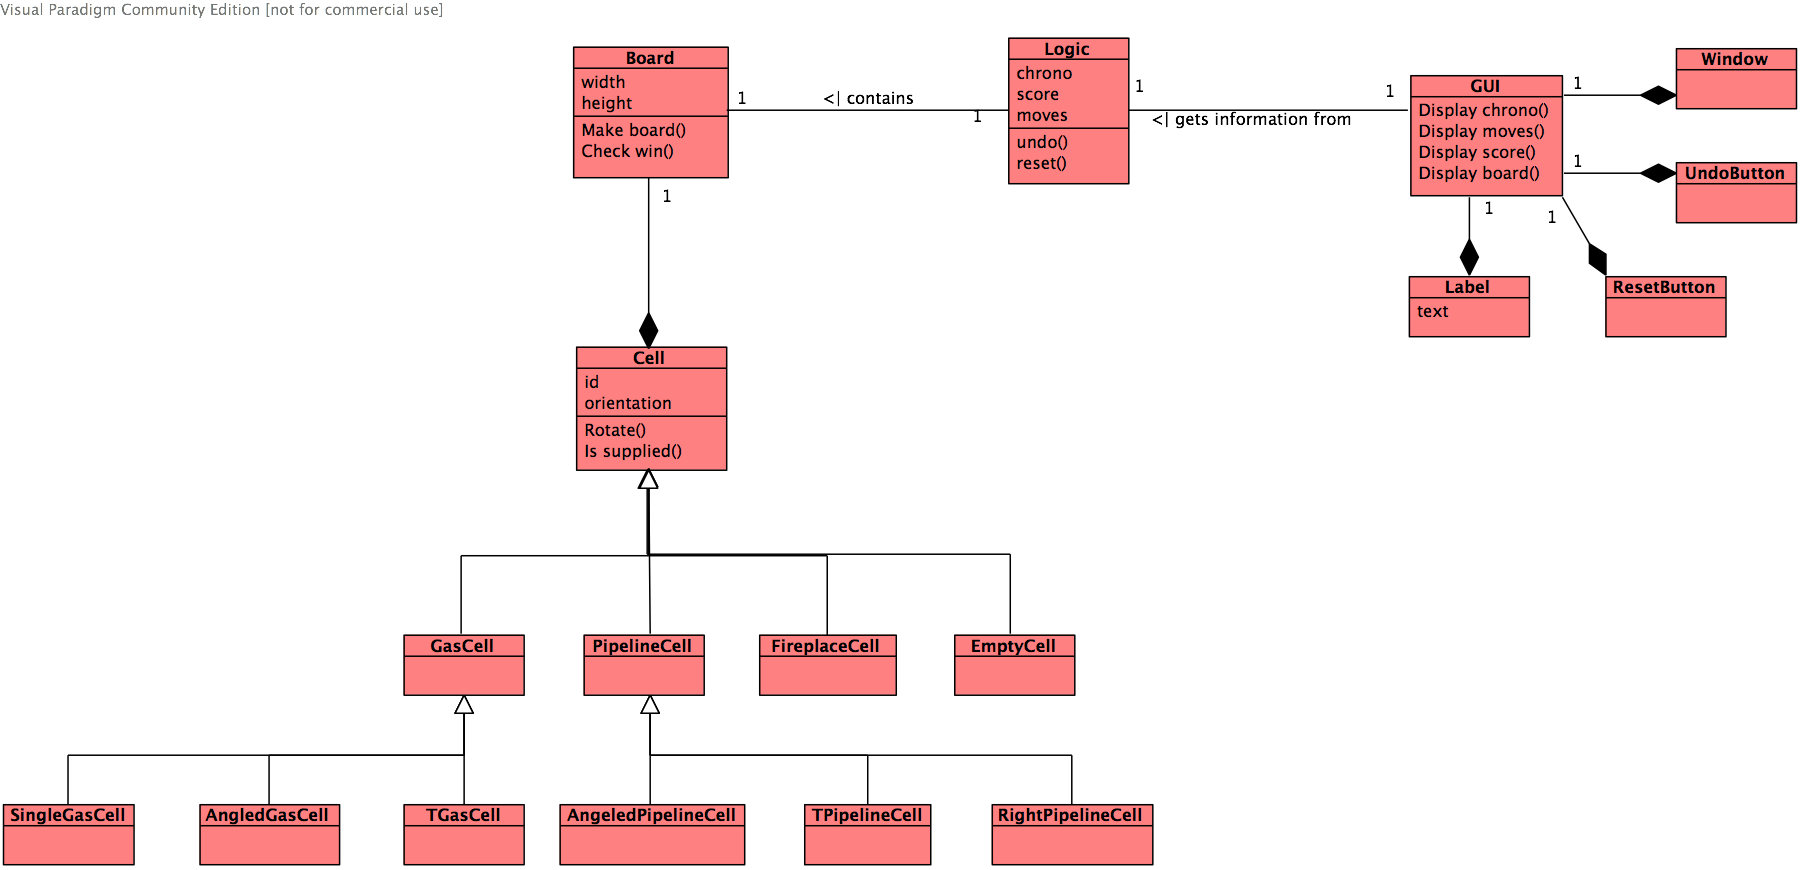 Visual Paradigm Community Edition [not for commercial use]
Board
width
height
Make board()
Check win()
1
<| contains
1
Logic
chrono
score
moves
undo()
reset()
1
<| gets information from
1
GUI
Display chrono()
Display moves()
Display score()
Display board()
1
Window
1
UndoButton
1
Label
text
1
ResetButton
1
Cell
id
orientation
Rotate()
Is supplied()
GasCell
PipelineCell
FireplaceCell
EmptyCell
SingleGasCell
AngledGasCell
TGasCell
AngeledPipelineCell
TPipelineCell
RightPipelineCell